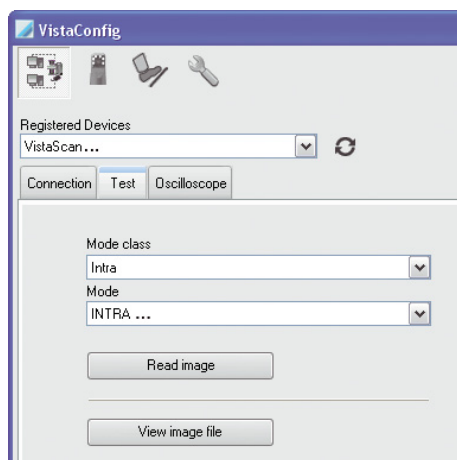 VistaConfig
Registered Devices
VistaScan...
Connection Test Oscilloscope
Mode class
Intra
Mode
INTRA ...
Read image
View image file